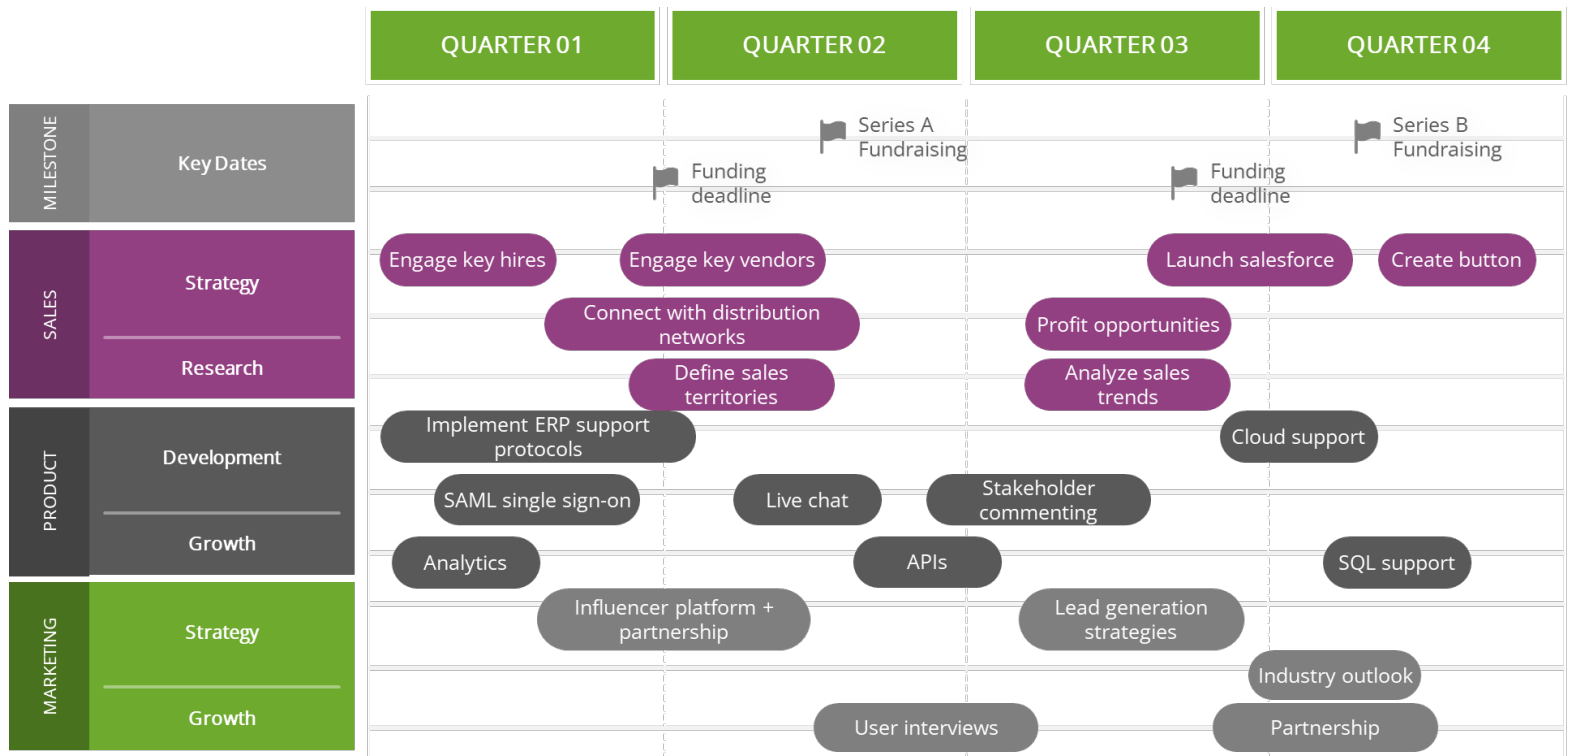 QUARTER 01
QUARTER 02
QUARTER 03
QUARTER 04
MILESTONE
Key Dates
Series A
Fundraising
Series B
Fundraising
Funding
deadline
Funding
deadline
SALES
Strategy
Research
Engage key hires
Engage key vendors
Launch salesforce
Create button
Connect with distribution
networks
Profit opportunities
Define sales
territories
Analyze sales
trends
PRODUCT
Development
Growth
Implement ERP support
protocols
Cloud support
SAML single sign-on
Live chat
Stakeholder
commenting
Analytics
APIs
SQL support
MARKETING
Strategy
Growth
Influencer platform +
partnership
Lead generation
strategies
Industry outlook
User interviews
Partnership